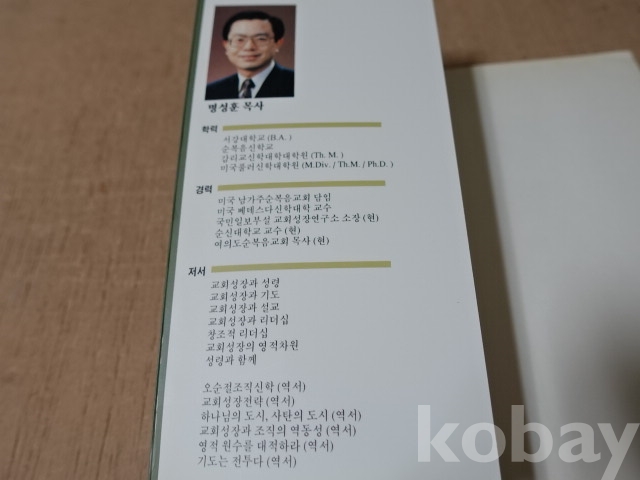 명성훈 목사
학력
서강대학교 (B.A. )
순복음신학교
감리교신학대학대학원 (Th. M. )
미국풀러신학대학원 (M.Div. / Th.M. / Ph.D. )
경력
미국 남가주순복음교회 담임
미국 베데스다신학대학 교수
국민일보부설 교회성장연구소 소장 (현)
순신대학교 교수 (현)
여의도순복음교회 목사 (현)
저서
교회성장과 성령
교회성장과 기도
교회성장과 설교
교회성장과 리더십
창조적 리더십
교회성장의 영적차원
성령과 함께
오순절조직신학 (역서)
교회성장전략 (역서)
하나님의 도시, 사탄의 도시 (역서)
교회성장과 조직의 역동성 (역서)
영적 원수를 대적하라 (역서)
기도는 전투다 (역서)
kobay